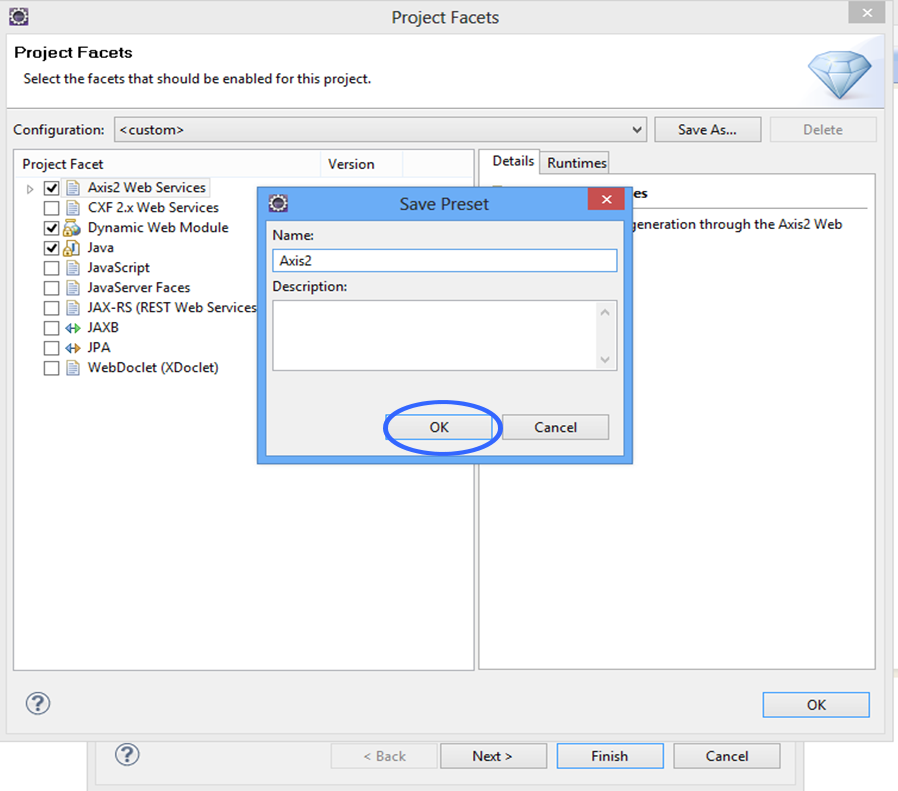 Project Facets
Project Facets
Select the facets that should be enabled for this project.
Configuration: <custom> Save As... Delete
Project Facet Version
Details Runtimes
Axis2 Web Services
CXF 2.x Web Services
Dynamic Web Module
Java
JavaScript
JavaServer Faces
JAX-RS (REST Web Services
JAXB
JPA
WebDoclet (XDoclet)
es
generation through the Axis2 Web
Save Preset
Name:
Axis2
Description:
OK Cancel
OK
< Back Next > Finish Cancel